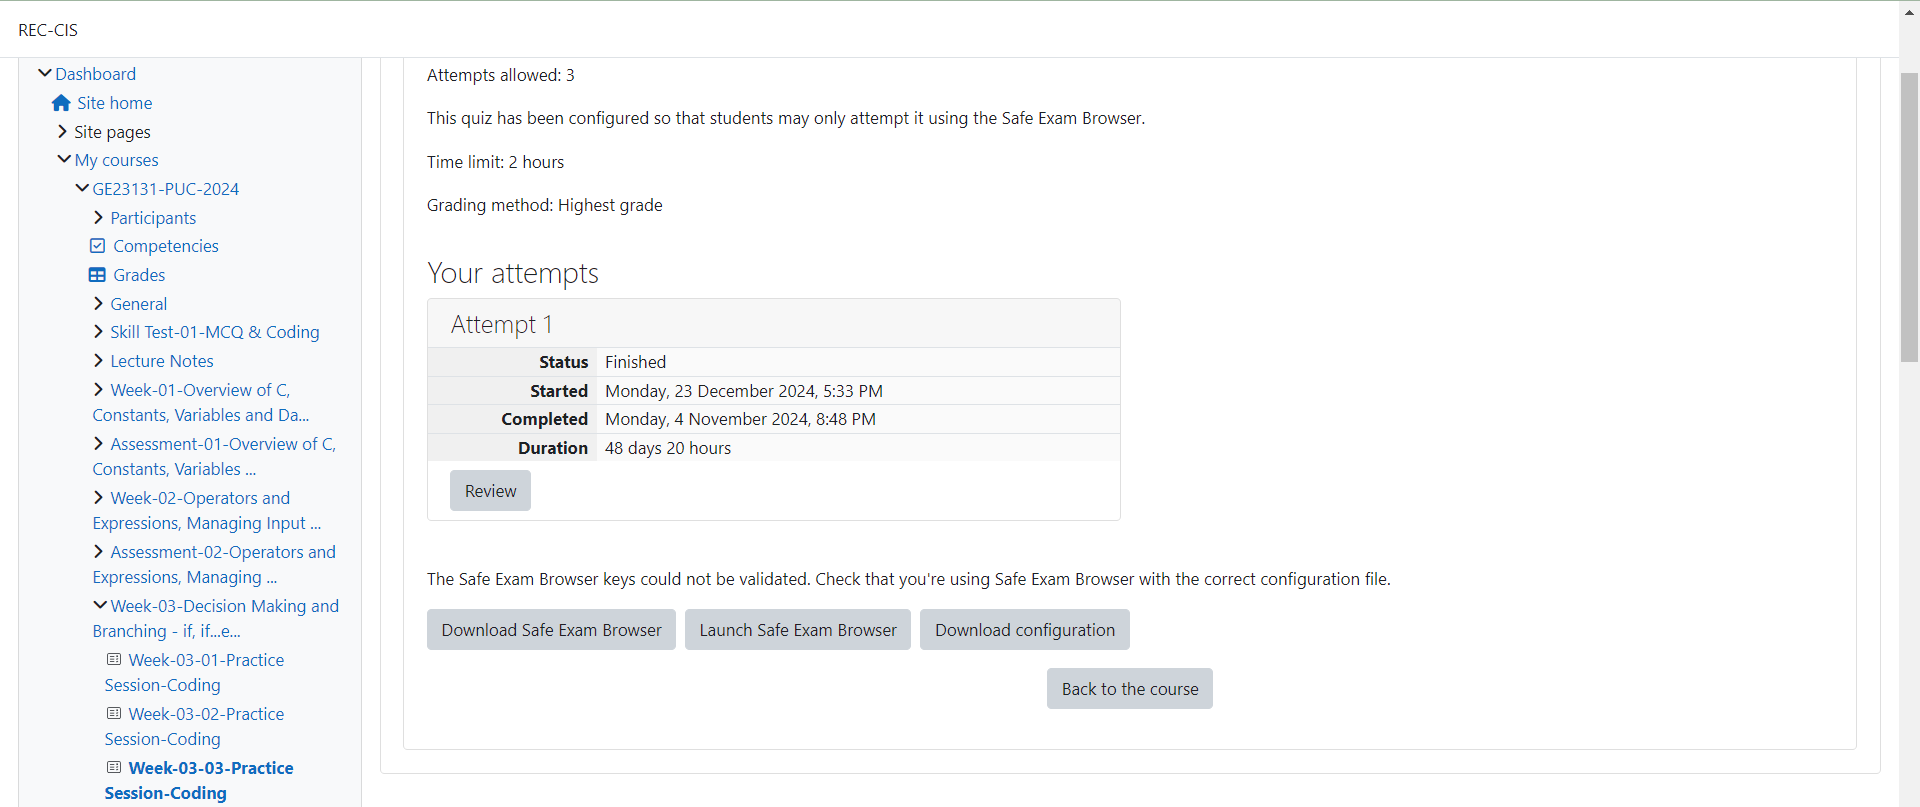 REC-CIS
Dashboard
Site home
Site pages
My courses
GE23131-PUC-2024
Participants
Competencies
Grades
General
Skill Test-01-MCQ & Coding
Lecture Notes
Week-01-Overview of C,
Constants, Variables and Da...
Assessment-01-Overview of C,
Constants, Variables ...
Week-02-Operators and
Expressions, Managing Input ...
Assessment-02-Operators and
Expressions, Managing ...
Week-03-Decision Making and
Branching - if, if...e...
Week-03-01-Practice
Session-Coding
Week-03-02-Practice
Session-Coding
Week-03-03-Practice
Session-Coding
Attempts allowed: 3
This quiz has been configured so that students may only attempt it using the Safe Exam Browser.
Time limit: 2 hours
Grading method: Highest grade
Your attempts
Attempt 1
Status Finished
Started Monday, 23 December 2024, 5:33 PM
Completed Monday, 4 November 2024, 8:48 PM
Duration 48 days 20 hours
Review
The Safe Exam Browser keys could not be validated. Check that you're using Safe Exam Browser with the correct configuration file.
Download Safe Exam Browser Launch Safe Exam Browser Download configuration
Back to the course